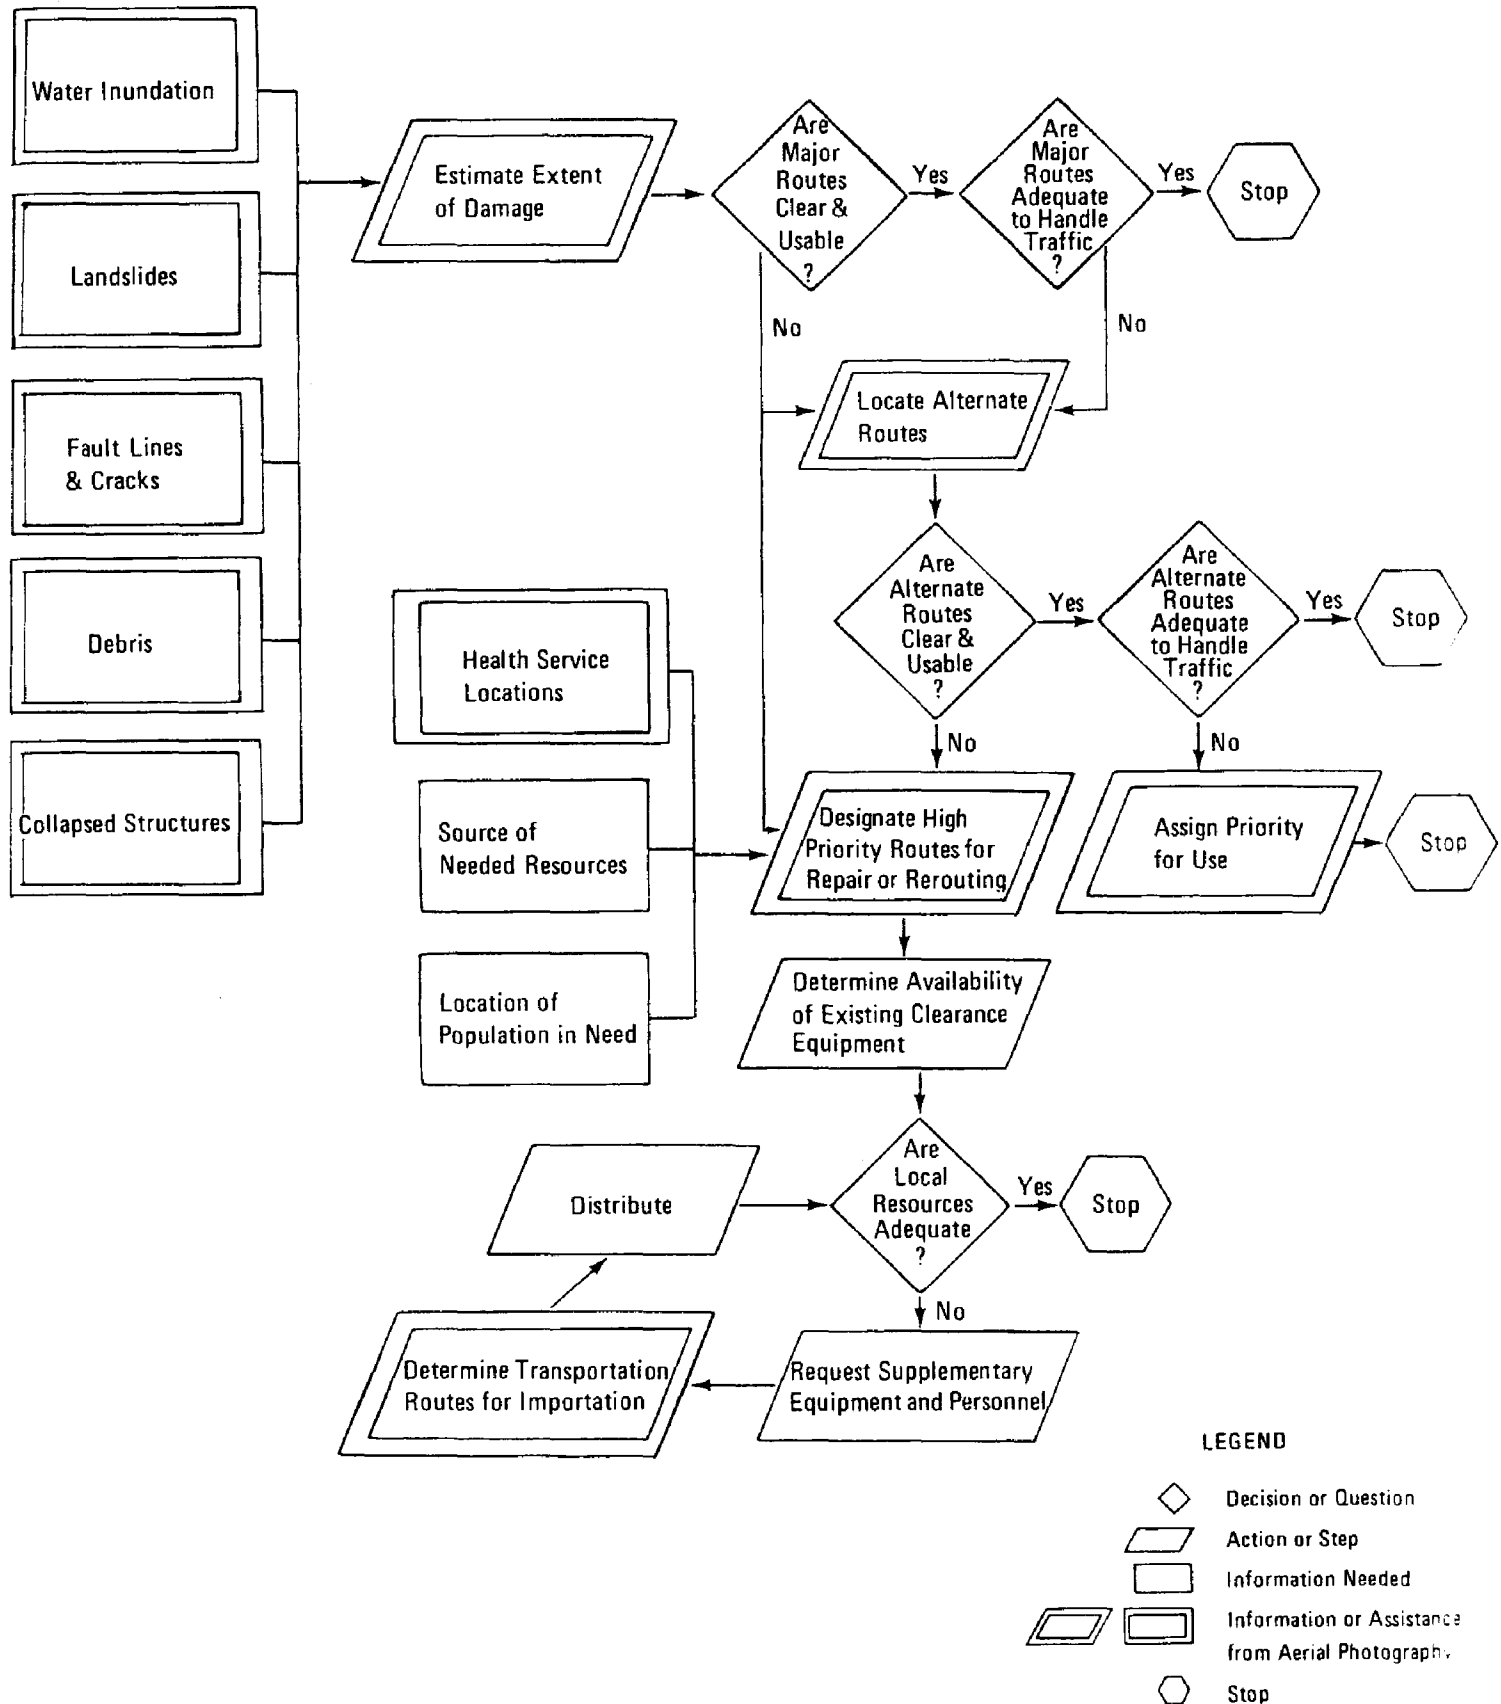 Water Inundation
Landslides
Fault Lines
& Cracks
Debris
Collapsed Structures
Estimate Extent
of Damage
Are
Major
Routes
Clear &
Usable
?
Yes
No
Are
Major
Routes
Adequate
to Handle
Traffic
?
Yes
No
Stop
Locate Alternate
Routes
Are
Alternate
Routes
Clear &
Usable
?
Yes
No
Are
Alternate
Routes
Adequate
to Handle
Traffic
?
Yes
No
Stop
Health Service
Locations
Source of
Needed Resources
Location of
Population in Need
Designate High
Priority Routes for
Repair or Rerouting
Assign Priority
for Use
Stop
Determine Availability
of Existing Clearance
Equipment
Distribute
Are
Local
Resources
Adequate
?
Yes
No
Stop
Determine Transportation
Routes for Importation
Request Supplementary
Equipment and Personnel
LEGEND
Decision or Question
Action or Step
Information Needed
Information or Assistance
from Aerial Photography
Stop